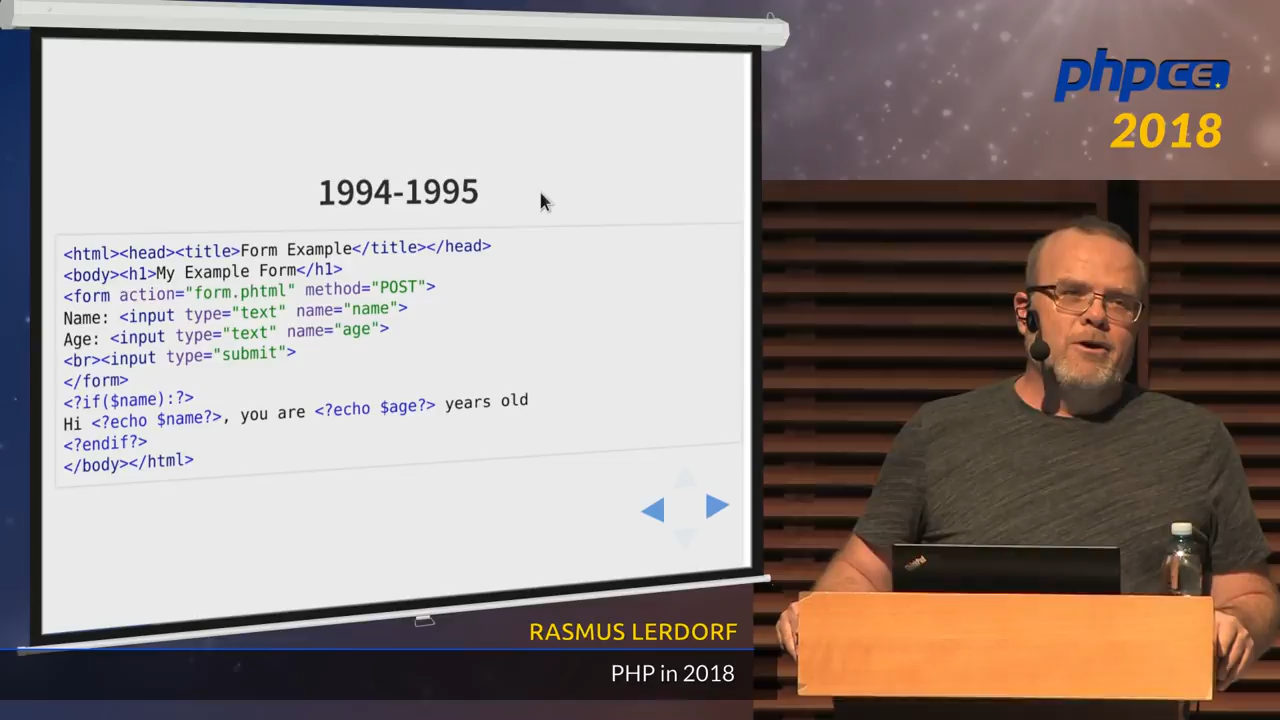 1994-1995
<html><head><title>Form Example</title></head>
<body><h1>My Example Form</h1>
<form action="form.phtml" method="POST">
Name: <input type="text" name="name">
Age: <input type="text" name="age">
<br><input type="submit">
</form>
<?if($name):?>
Hi <?echo $name?>, you are <?echo $age?> years old
<?endif?>
</body></html>
phpCE
2018
RASMUS LERDORF
PHP in 2018